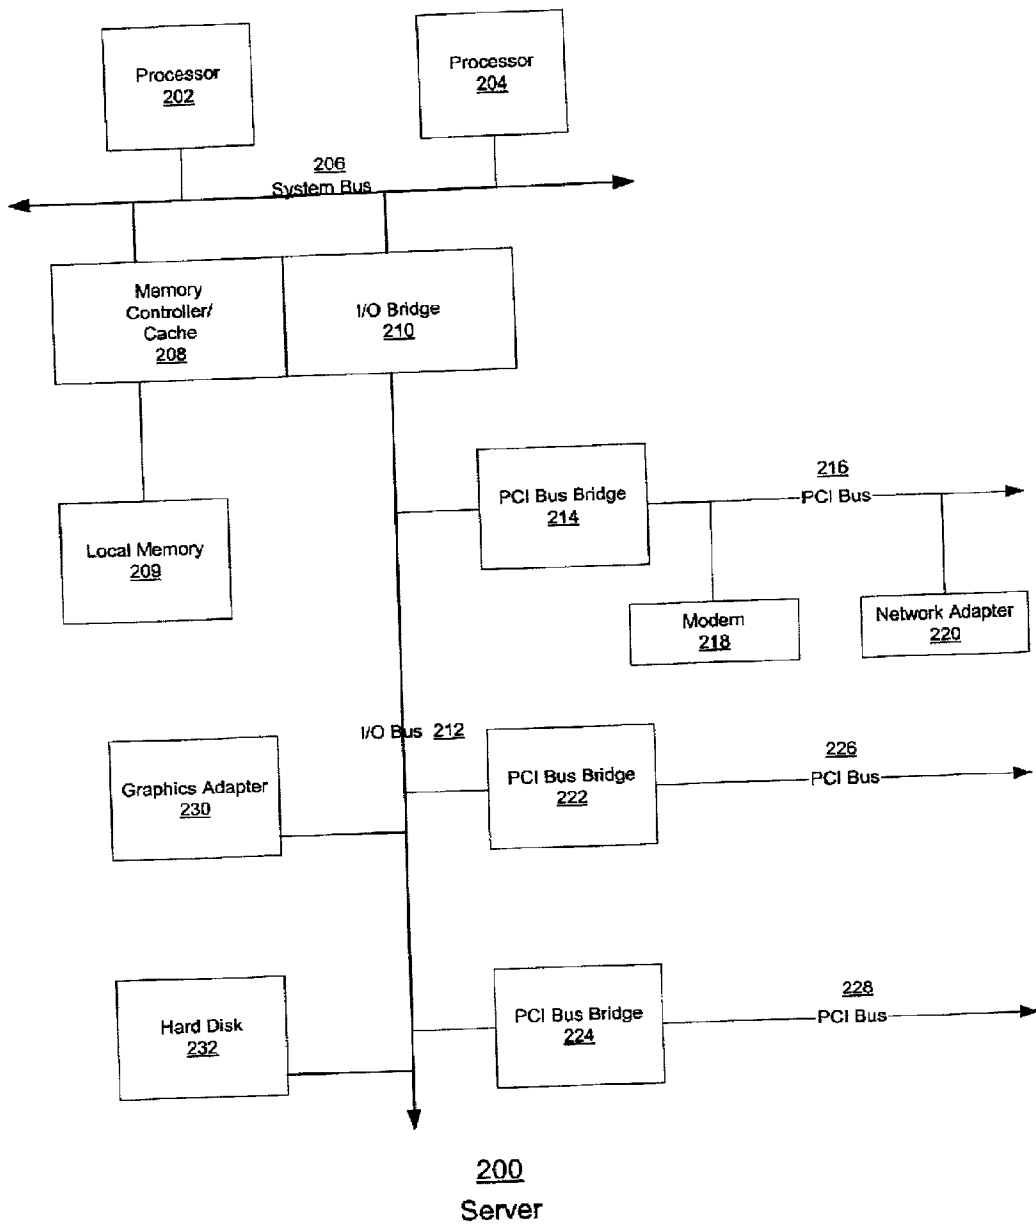 Processor
202
Processor
204
206
System Bus
Memory
Controller/
Cache
208
I/O Bridge
210
PCI Bus Bridge
214
216
PCI Bus
Local Memory
209
Modem
218
Network Adapter
220
I/O Bus 212
Graphics Adapter
230
PCI Bus Bridge
222
226
PCI Bus
Hard Disk
232
PCI Bus Bridge
224
228
PCI Bus
200
Server